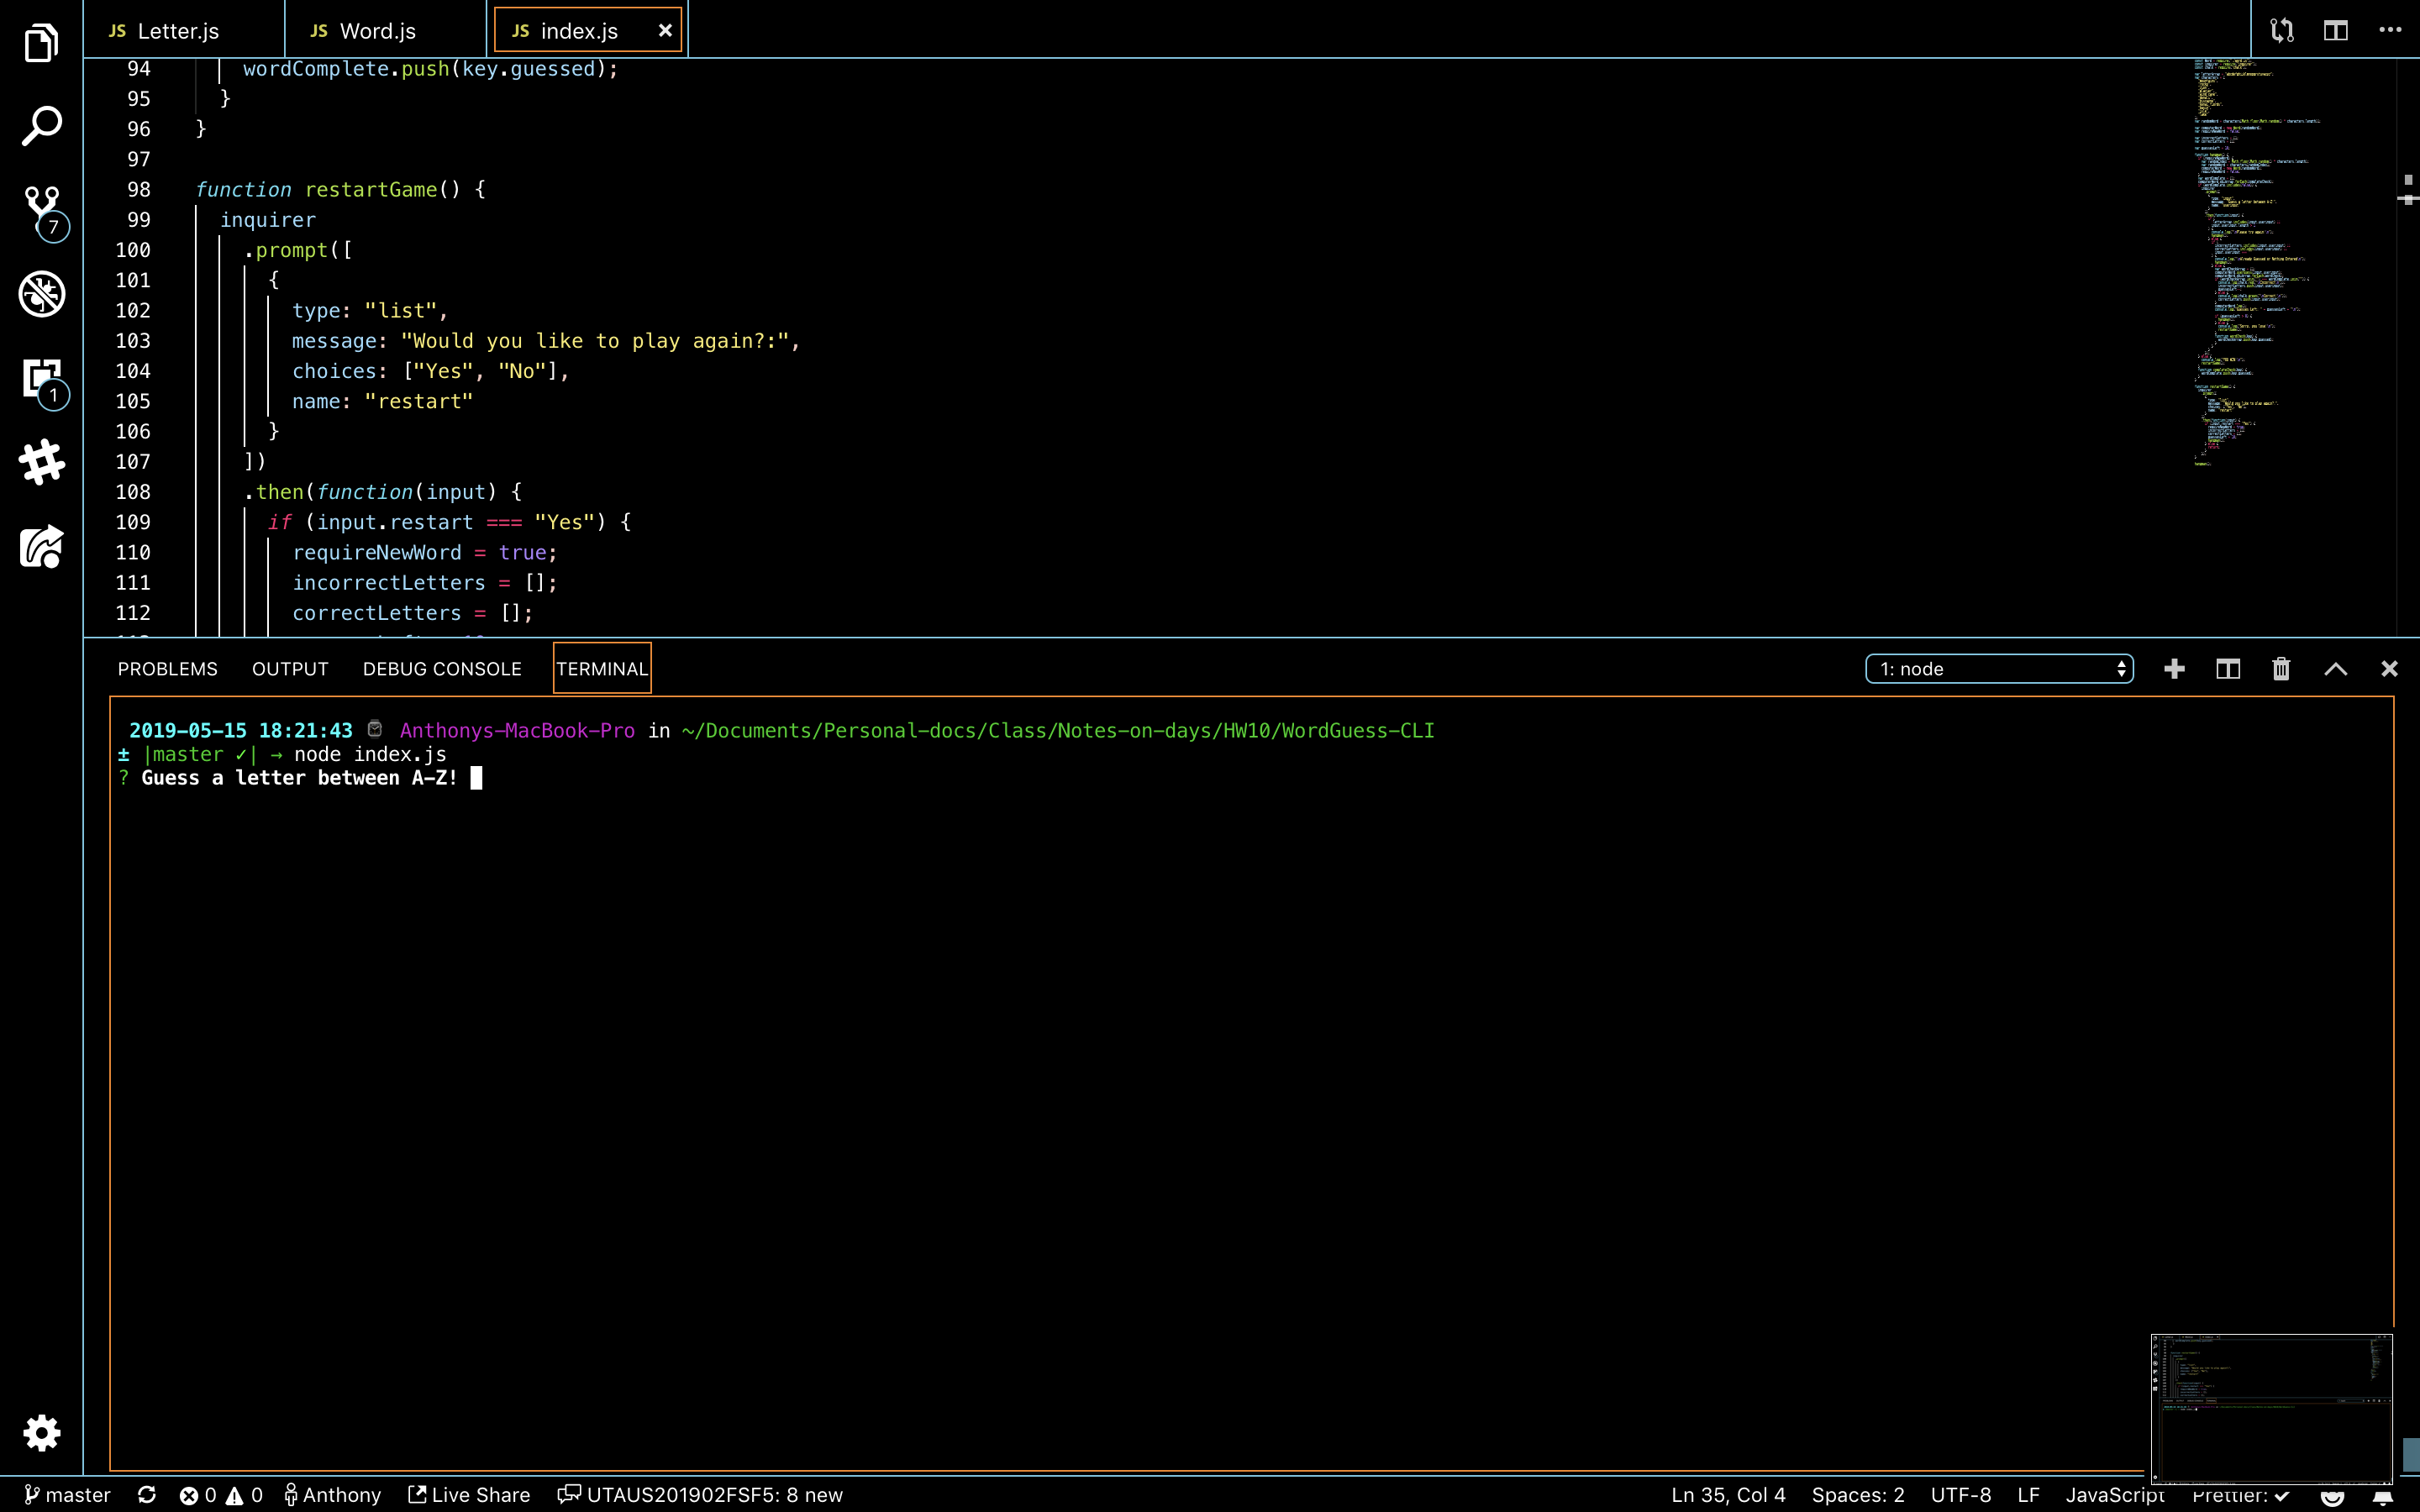 JS Letter.js
JS Word.js
JS index.js
94 wordComplete.push(key.guessed);
95 }
96 }
97
98 function restartGame() {
99 inquirer
100 .prompt([
101 {
102 type: "list",
103 message: "Would you like to play again?:",
104 choices: ["Yes", "No"],
105 name: "restart"
106 }
107 ])
108 .then(function(input) {
109 if (input.restart === "Yes") {
110 requireNewWord = true;
111 incorrectLetters = [];
112 correctLetters = [];
7
1
PROBLEMS OUTPUT DEBUG CONSOLE TERMINAL
1: node
2019-05-15 18:21:43 Anthonys-MacBook-Pro in ~/Documents/Personal-docs/Class/Notes-on-days/HW10/WordGuess-CLI
± |master ✓| → node index.js
? Guess a letter between A-Z!
master 0 0 Anthony Live Share UTAUS201902FSF5: 8 new Ln 35, Col 4 Spaces: 2 UTF-8 LF JavaScript Prettier: ✓